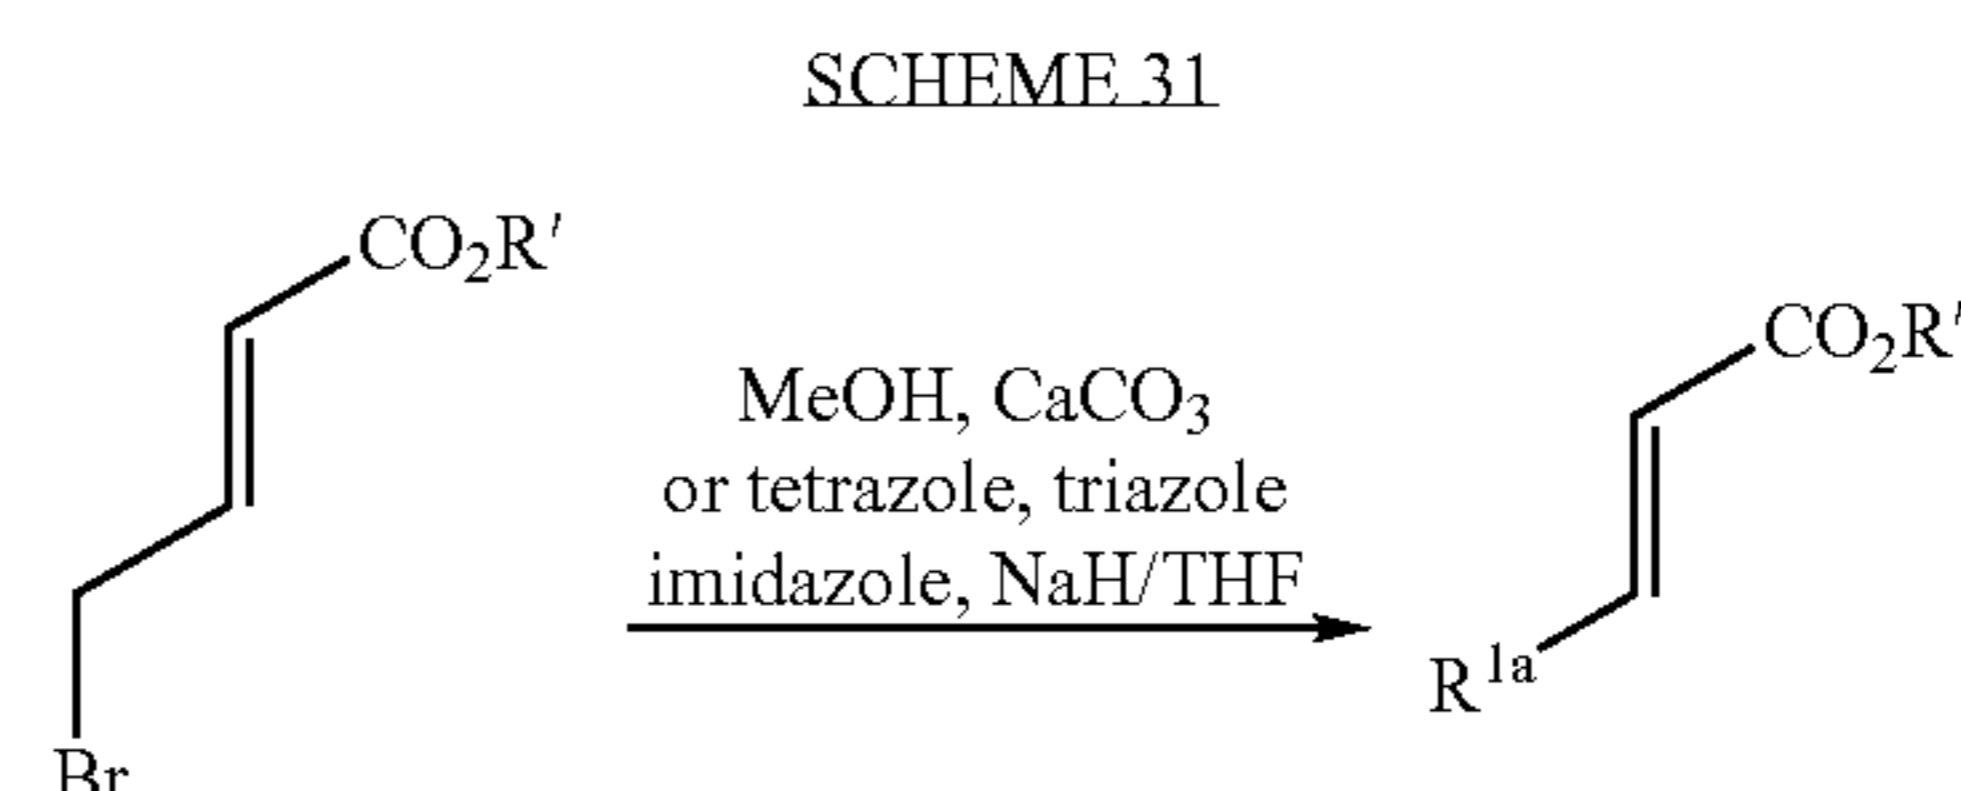 SCHEME 31
CO₂R′
MeOH, CaCO₃
or tetrazole, triazole
imidazole, NaH/THF
Br
CO₂R′
R¹ᵃ